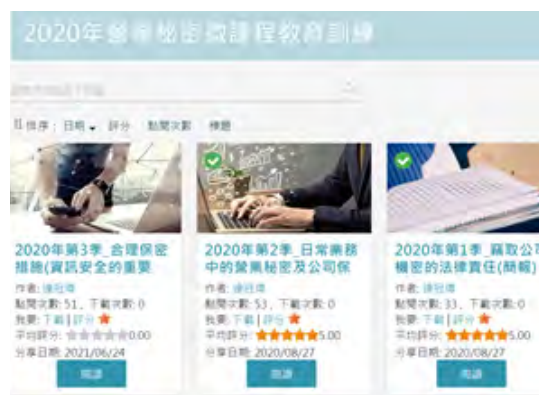 2020年營業秘密微課程教育訓練
排序: 日期 評分 點閱次數 標題
2020年第3季_合理保密
措施(資訊安全的重要
作者:
點閱次數: 51, 下載次數: 0
我要: 下載 | 評分
平均評分: 0.00
分享日期: 2021/06/24
閱讀
2020年第2季_日常業務
中的營業秘密及公司保
作者:
點閱次數: 53, 下載次數: 0
我要: 下載 | 評分
平均評分: 5.00
分享日期: 2020/08/27
閱讀
2020年第1季_竊取公司
機密的法律責任(簡報)
作者:
點閱次數: 33, 下載次數: 0
我要: 下載 | 評分
平均評分: 5.00
分享日期: 2020/08/27
閱讀